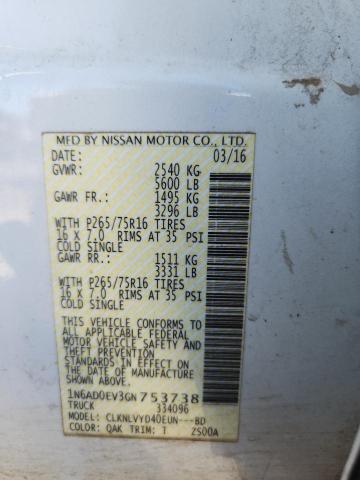 MFD BY NISSAN MOTOR CO., LTD.
DATE: 03/16
GVWR: 2540 KG
5600 LB
GAWR FR.: 1495 KG
3296 LB
WITH P265/75R16 TIRES
16 X 7.0 RIMS AT 35 PSI
COLD SINGLE
GAWR RR.: 1511 KG
3331 LB
WITH P265/75R16 TIRES
16 X 7.0 RIMS AT 35 PSI
COLD SINGLE
THIS VEHICLE CONFORMS TO
ALL APPLICABLE FEDERAL
MOTOR VEHICLE SAFETY AND
THEFT PREVENTION
STANDARDS IN EFFECT ON
THE DATE OF MANUFACTURE
SHOWN ABOVE.
1N6AD0EV3GN753738
TRUCK 334096
MODEL: CLKNLVYD40EUN---BD
COLOR: QAK TRIM: T 2S00A